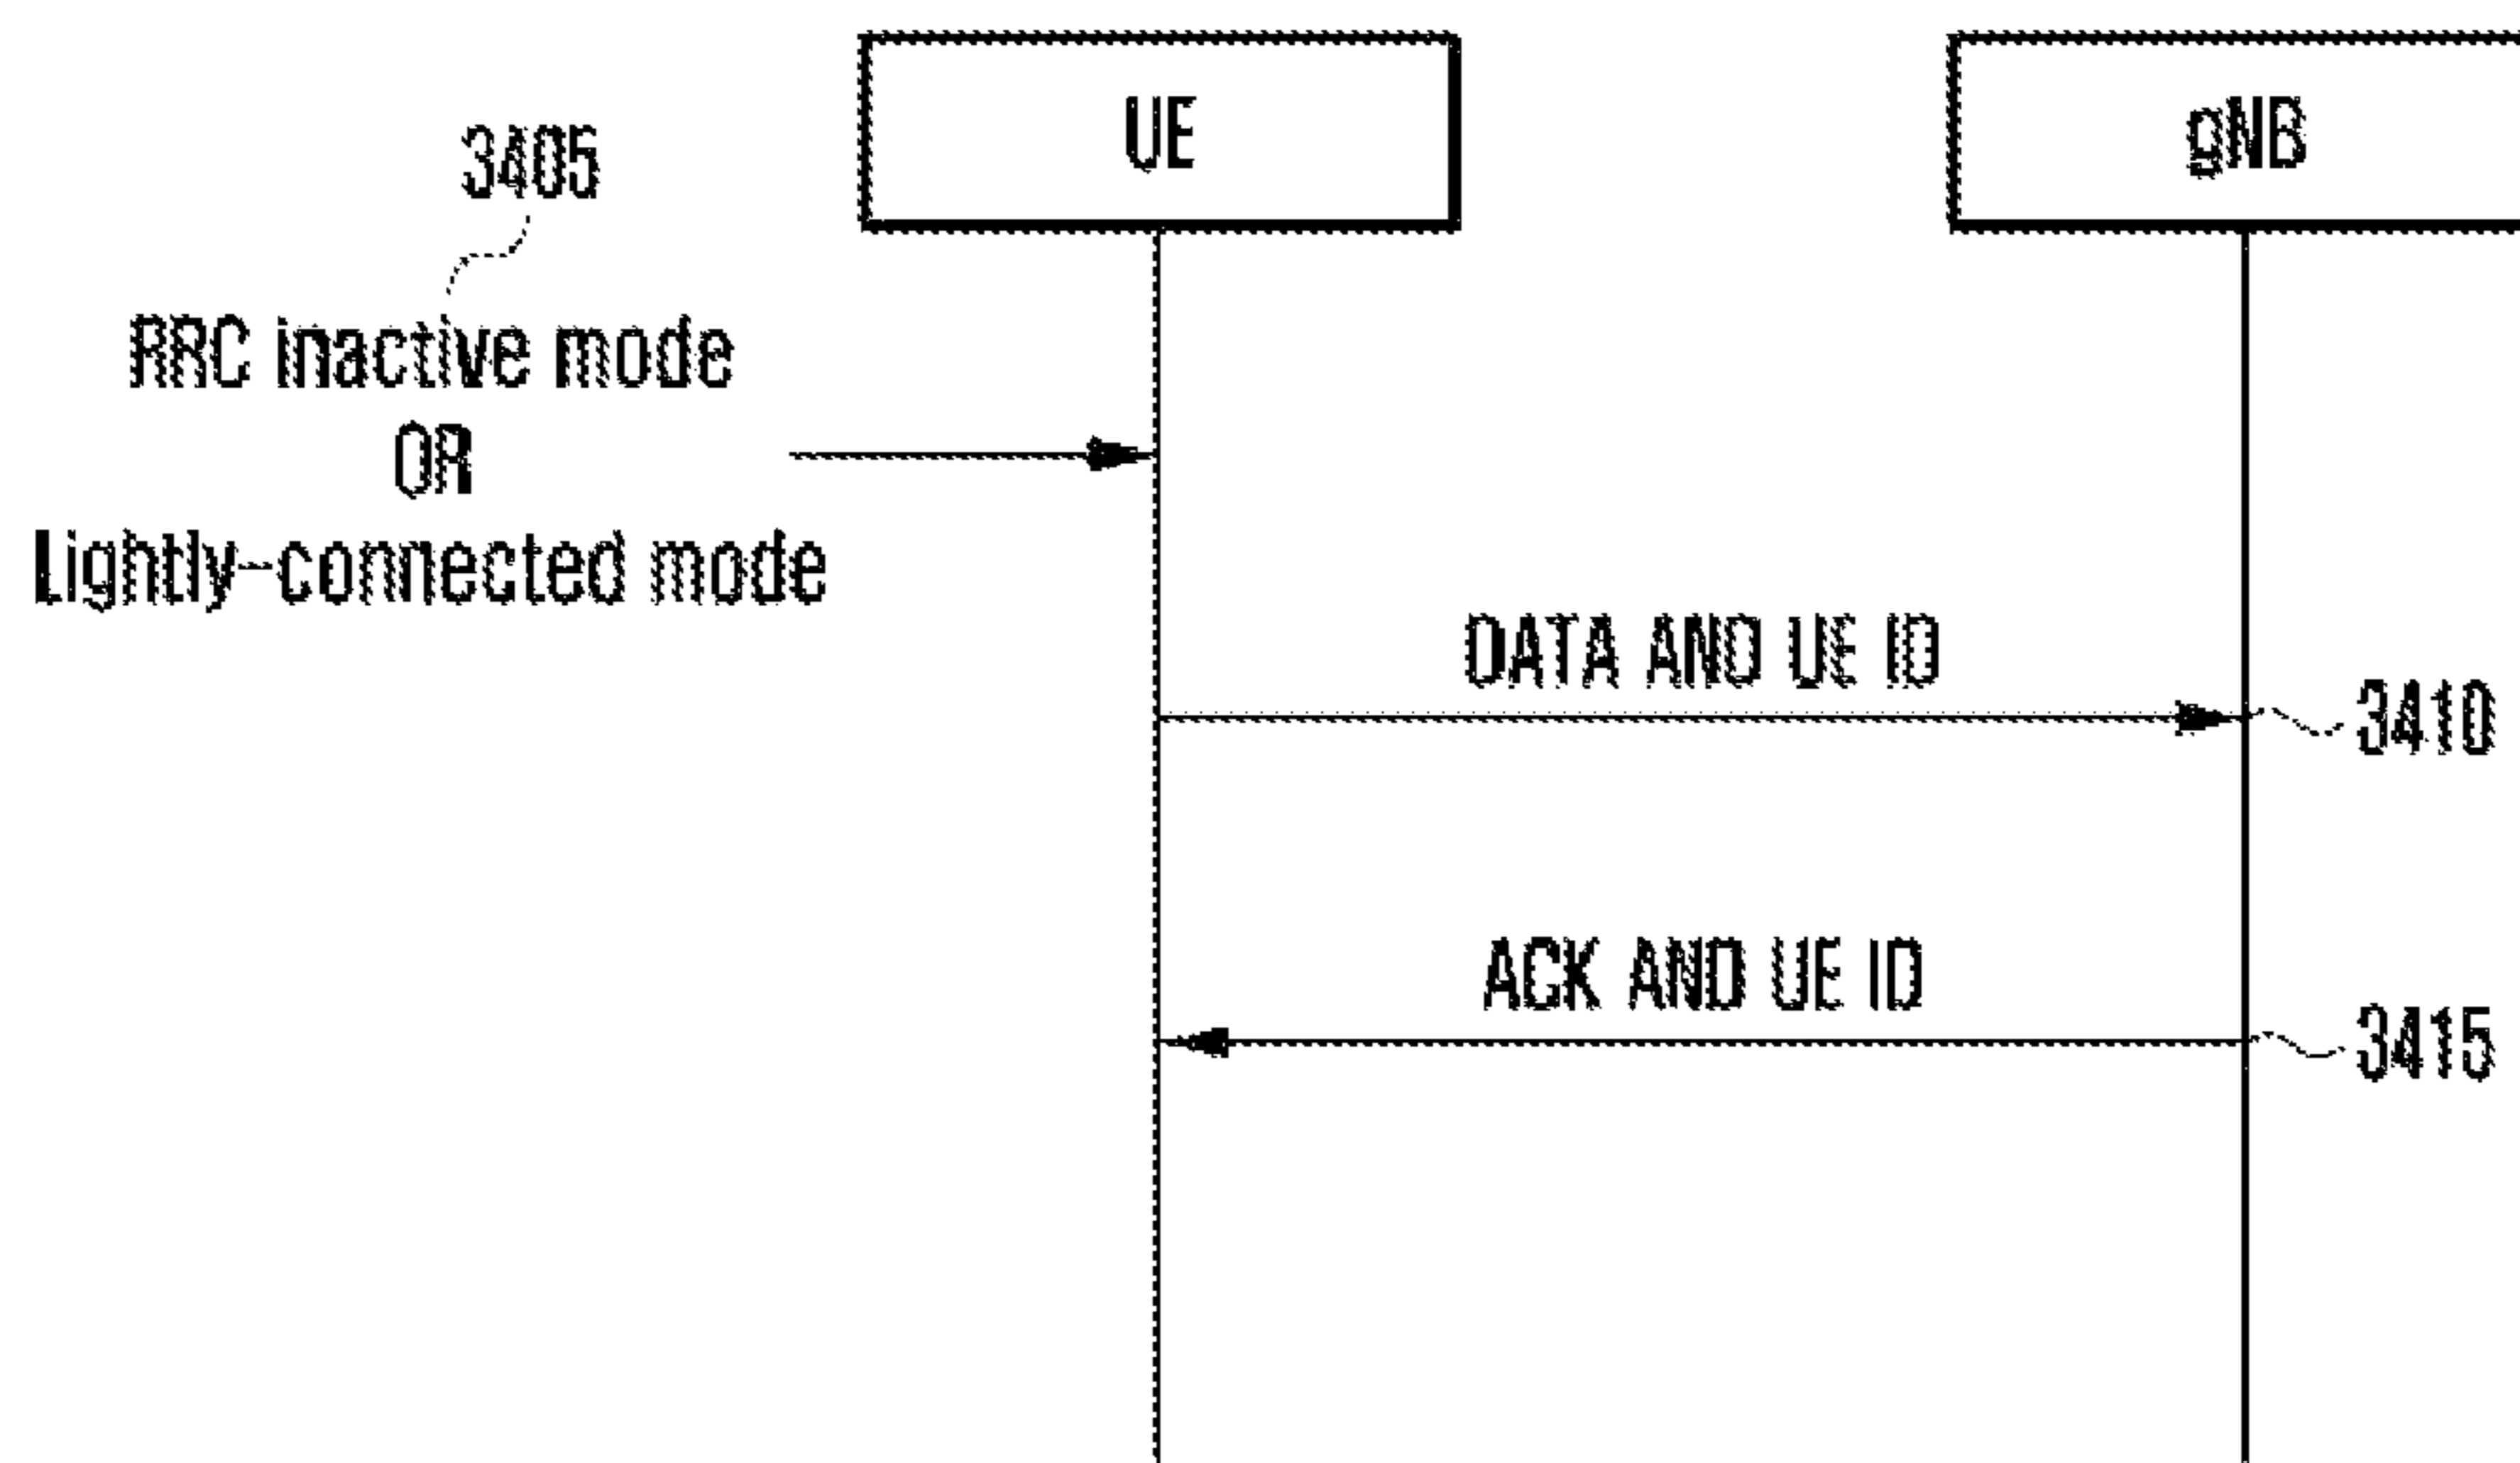 UE
gNB
3405
RRC inactive mode
OR
Lightly-connected mode
DATA AND UE ID
3410
ACK AND UE ID
3415